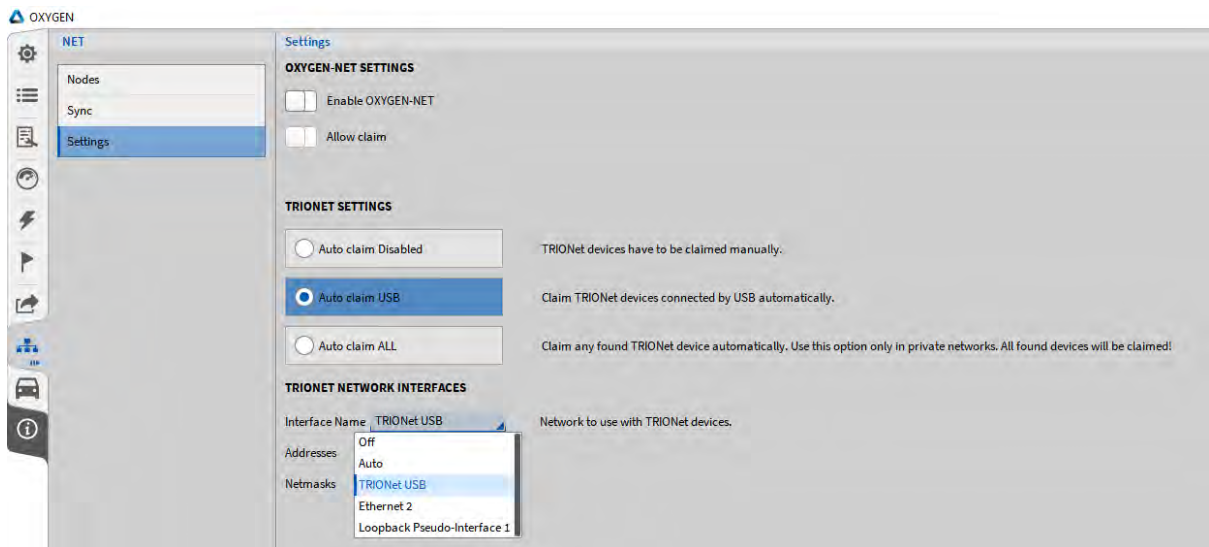 OXYGEN
NET
Nodes
Sync
Settings
Settings
OXYGEN-NET SETTINGS
Enable OXYGEN-NET
Allow claim
TRIONET SETTINGS
Auto claim Disabled
TRIONet devices have to be claimed manually.
Auto claim USB
Claim TRIONet devices connected by USB automatically.
Auto claim ALL
Claim any found TRIONet device automatically. Use this option only in private networks. All found devices will be claimed!
TRIONET NETWORK INTERFACES
Interface Name TRIONet USB
Network to use with TRIONet devices.
Addresses
Netmasks
Off
Auto
TRIONet USB
Ethernet 2
Loopback Pseudo-Interface 1